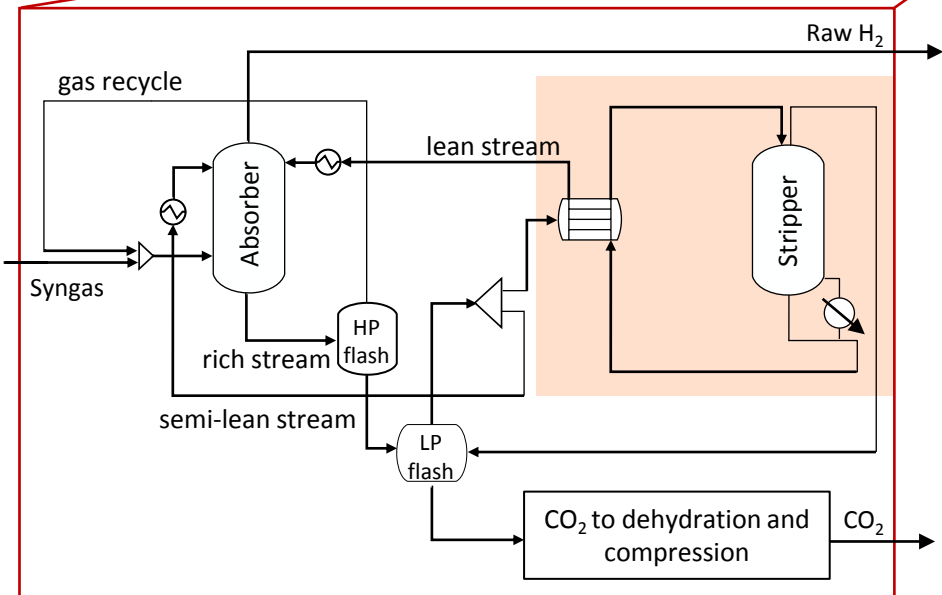 Raw H₂
gas recycle
lean stream
Absorber
Stripper
Syngas
HP
flash
rich stream
semi-lean stream
LP
flash
CO₂ to dehydration and
compression
CO₂